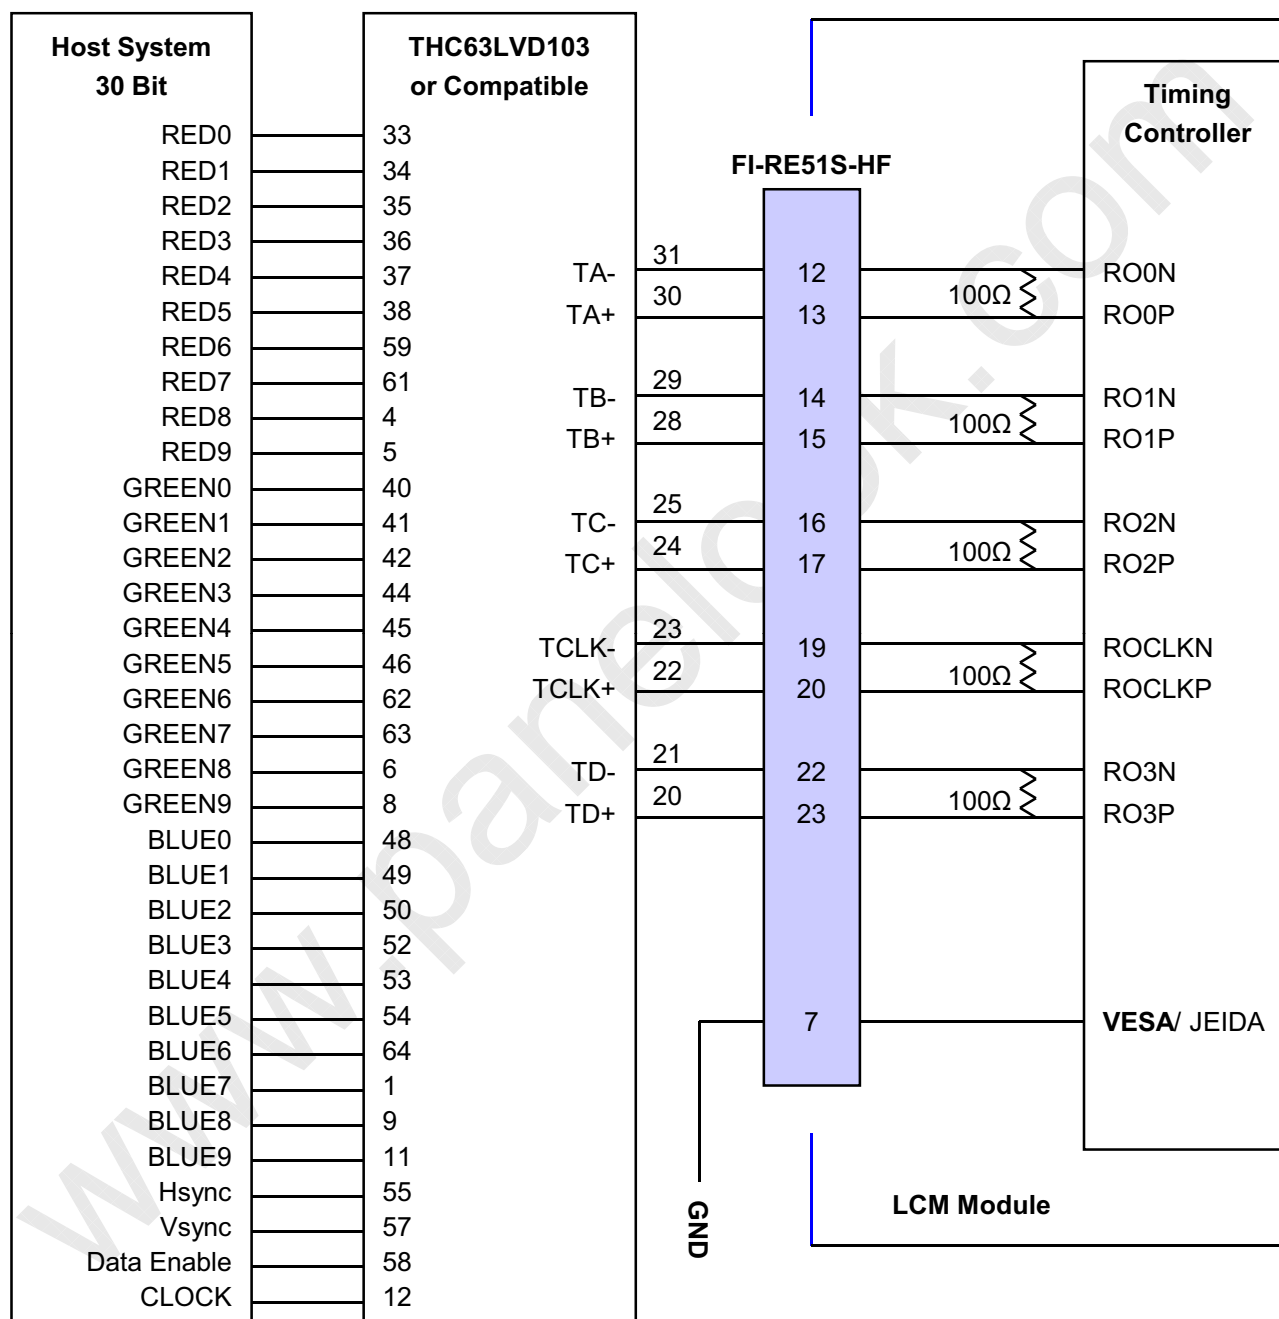 Host System
30 Bit
RED0
RED1
RED2
RED3
RED4
RED5
RED6
RED7
RED8
RED9
GREEN0
GREEN1
GREEN2
GREEN3
GREEN4
GREEN5
GREEN6
GREEN7
GREEN8
GREEN9
BLUE0
BLUE1
BLUE2
BLUE3
BLUE4
BLUE5
BLUE6
BLUE7
BLUE8
BLUE9
Hsync
Vsync
Data Enable
CLOCK
THC63LVD103
or Compatible
33
34
35
36
37
38
59
61
4
5
40
41
42
44
45
46
62
63
6
8
48
49
50
52
53
54
64
1
9
11
55
57
58
12
TA-
TA+
TB-
TB+
TC-
TC+
TCLK-
TCLK+
TD-
TD+
31
30
29
28
25
24
23
22
21
20
FI-RE51S-HF
12
13
14
15
16
17
19
20
22
23
7
GND
100Ω
100Ω
100Ω
100Ω
100Ω
Timing
Controller
RO0N
RO0P
RO1N
RO1P
RO2N
RO2P
ROCLKN
ROCLKP
RO3N
RO3P
VESA/ JEIDA
LCM Module
www.panelook.com